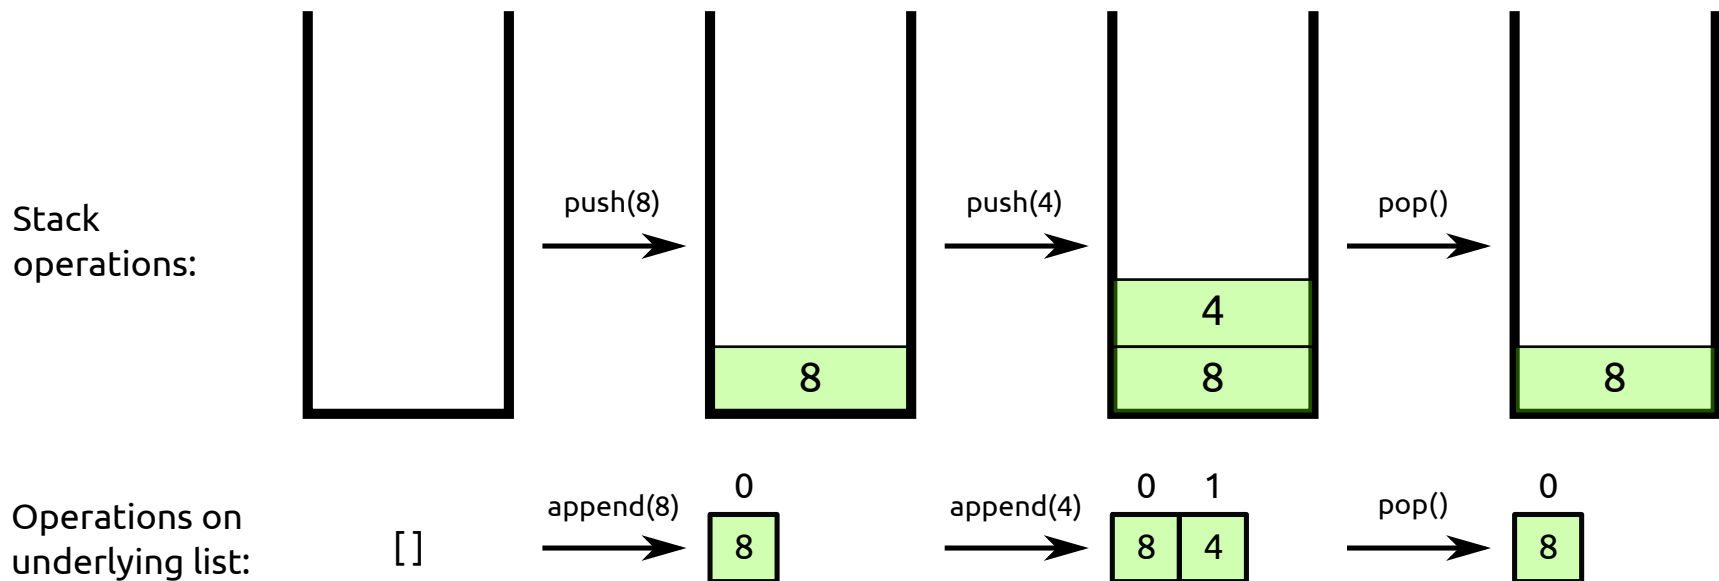 push(8)
push(4)
pop()
Stack
operations:
4
8
8
8
0
0 1
0
append(8)
append(4)
pop()
Operations on
underlying list:
[]
8
8 4
8